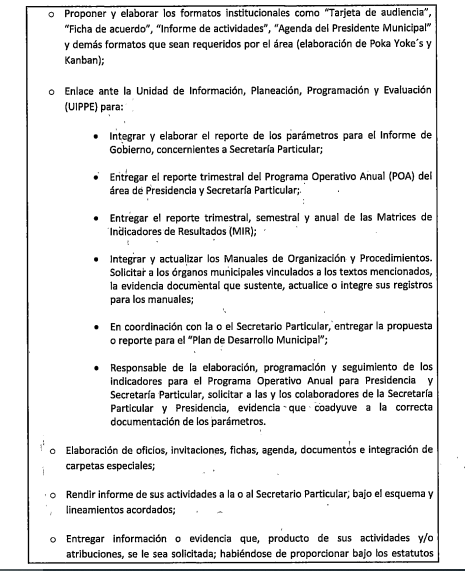 o Proponer y elaborar los formatos institucionales como "Tarjeta de audiencia",
"Ficha de acuerdo", "Informe de actividades", "Agenda del Presidente Municipal"
y demás formatos que sean requeridos por el área (elaboración de Poka Yoke´s y
Kanban);
o Enlace ante la Unidad de Información, Planeación, Programación y Evaluación
(UIPPE) para:
• Integrar y elaborar el reporte de los parámetros para el Informe de
Gobierno, concernientes a Secretaría Particular;
• Entregar el reporte trimestral del Programa Operativo Anual (POA) del
área de Presidencia y Secretaría Particular;
• Entregar el reporte trimestral, semestral y anual de las Matrices de
Indicadores de Resultados (MIR);
• Integrar y actualizar los Manuales de Organización y Procedimientos.
Solicitar a los órganos municipales vinculados a los textos mencionados,
la evidencia documental que sustente, actualice o integre sus registros
para los manuales;
• En coordinación con la o el Secretario Particular, entregar la propuesta
o reporte para el "Plan de Desarrollo Municipal";
• Responsable de la elaboración, programación y seguimiento de los
indicadores para el Programa Operativo Anual para Presidencia y
Secretaría Particular, solicitar a las y los colaboradores de la Secretaría
Particular y Presidencia, evidencia que coadyuve a la correcta
documentación de los parámetros.
o Elaboración de oficios, invitaciones, fichas, agenda, documentos e integración de
carpetas especiales;
o Rendir informe de sus actividades a la o al Secretario Particular, bajo el esquema y
lineamientos acordados;
o Entregar información o evidencia que, producto de sus actividades y/o
atribuciones, se le sea solicitada; habiéndose de proporcionar bajo los estatutos